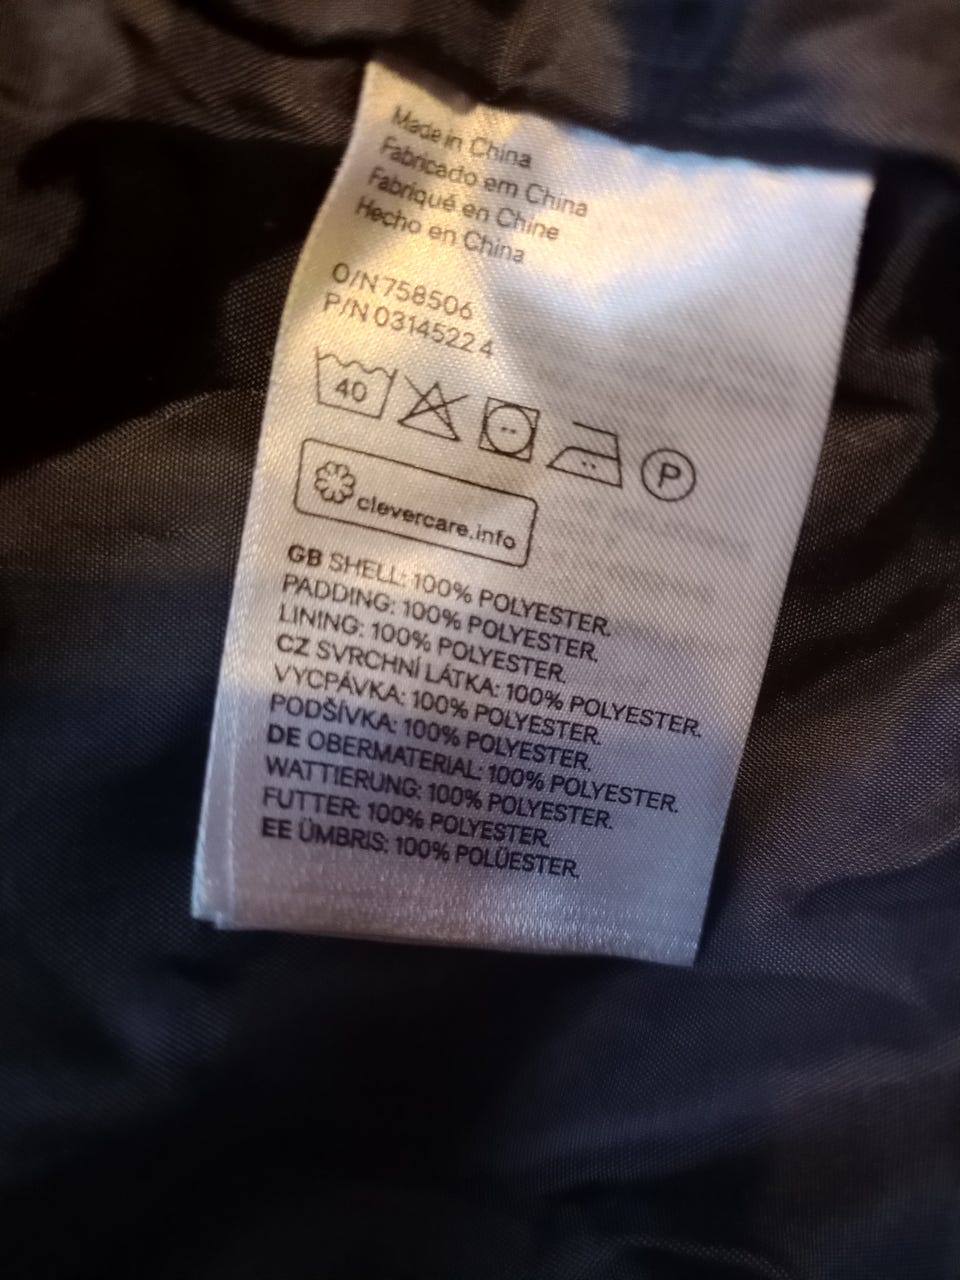 Made in China
Fabricado em China
Fabriqué en Chine
Hecho en China
O/N 758506
P/N 03145224
40
P
clevercare.info
GB SHELL: 100% POLYESTER.
PADDING: 100% POLYESTER.
LINING: 100% POLYESTER.
CZ SVRCHNÍ LÁTKA: 100% POLYESTER.
VYCPÁVKA: 100% POLYESTER.
PODŠÍVKA: 100% POLYESTER.
DE OBERMATERIAL: 100% POLYESTER.
WATTIERUNG: 100% POLYESTER.
FUTTER: 100% POLYESTER.
EE ÜMBRIS: 100% POLÜESTER.